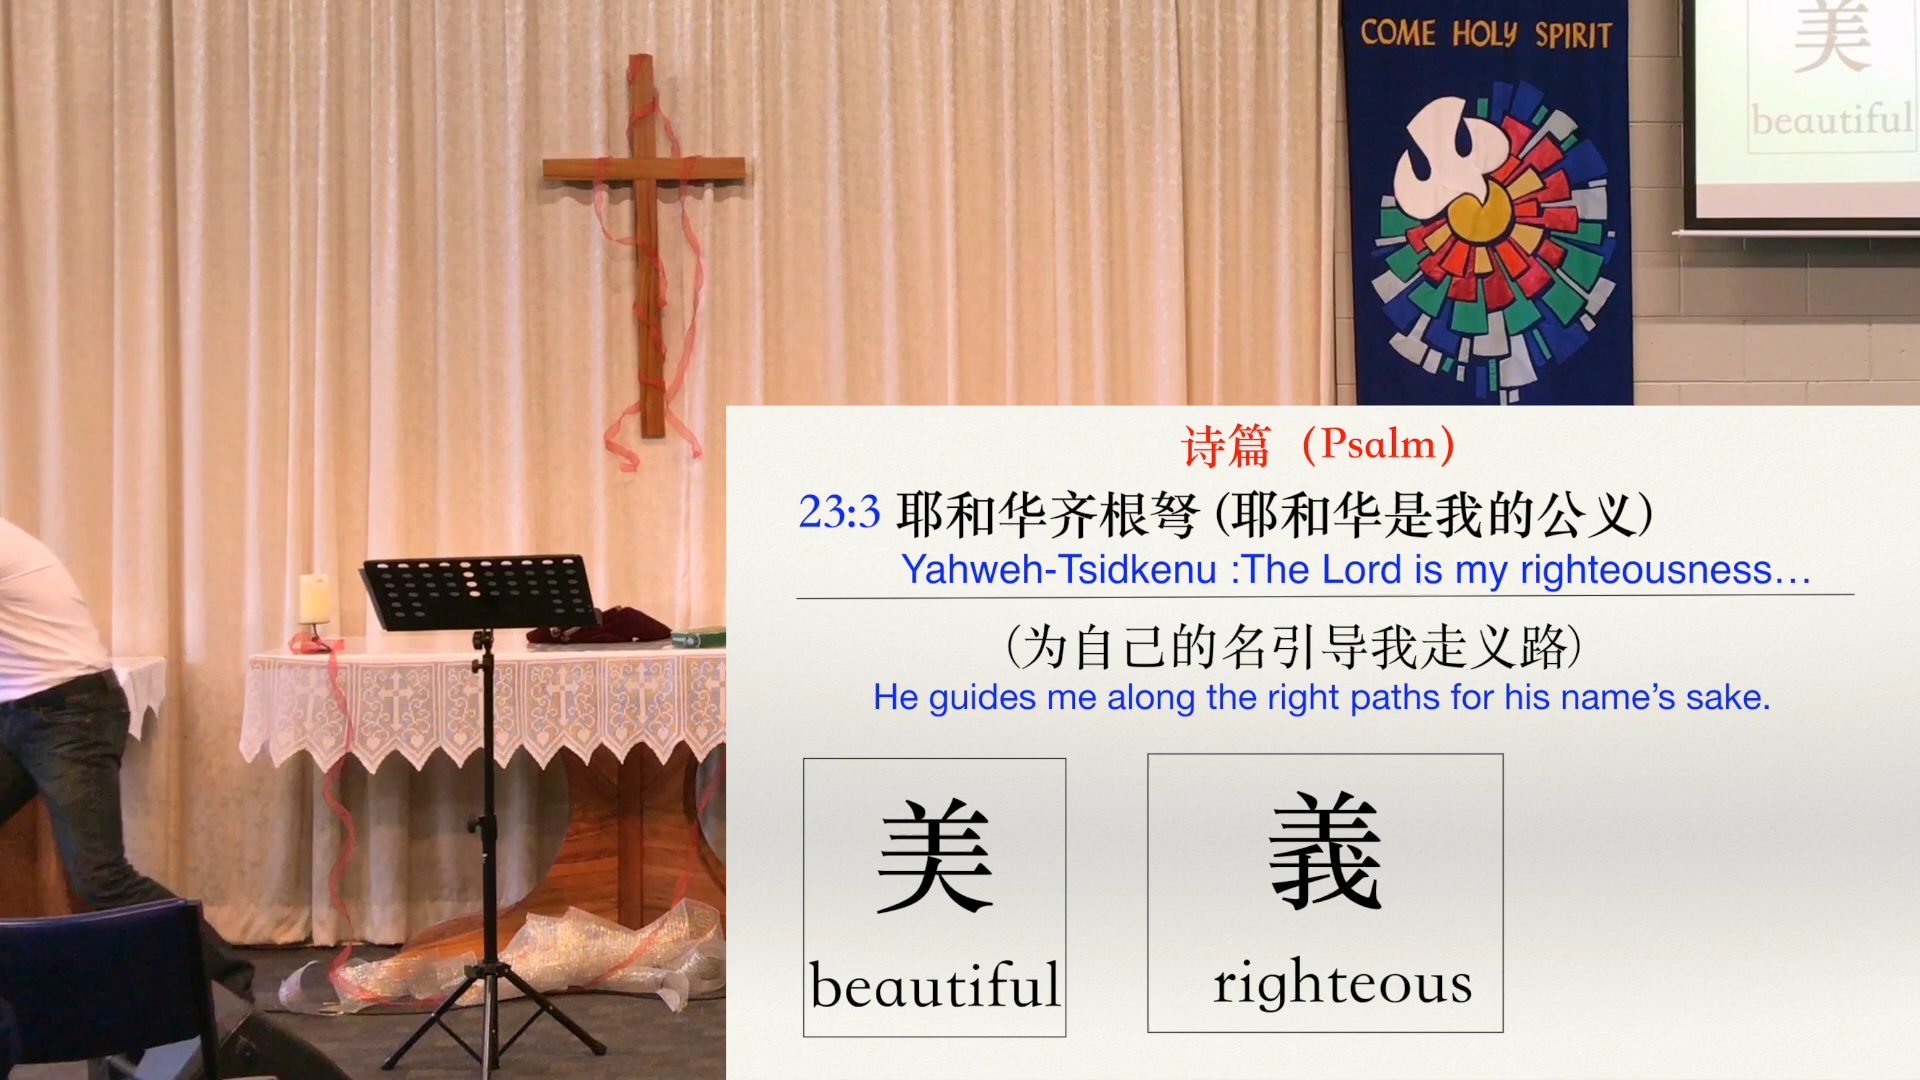 COME HOLY SPIRIT
美
beautiful
诗篇（Psalm）
23:3 耶和华齐根弩 (耶和华是我的公义)
Yahweh-Tsidkenu :The Lord is my righteousness…
(为自己的名引导我走义路)
He guides me along the right paths for his name’s sake.
美
beautiful
義
righteous